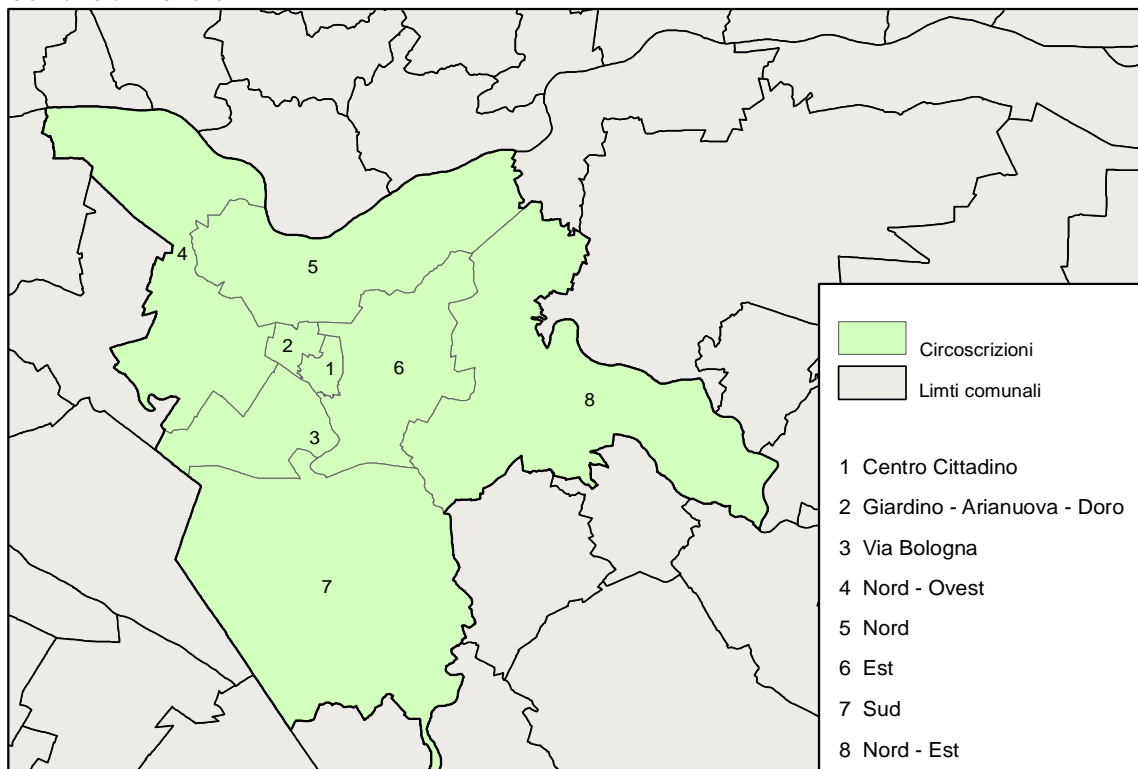 4
5
2
1
6
8
3
7
Circoscrizioni
Limti comunali
1 Centro Cittadino
2 Giardino - Arianuova - Doro
3 Via Bologna
4 Nord - Ovest
5 Nord
6 Est
7 Sud
8 Nord - Est